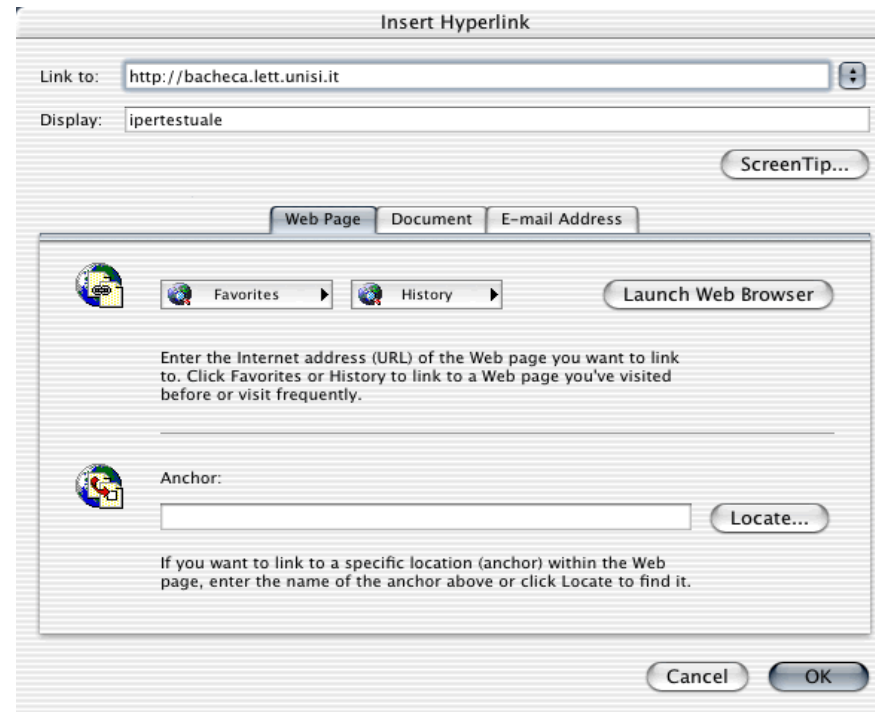 Insert Hyperlink
Link to: http://bacheca.lett.unisi.it
Display: ipertestuale
ScreenTip...
Web Page Document E-mail Address
Favorites History Launch Web Browser
Enter the Internet address (URL) of the Web page you want to link
to. Click Favorites or History to link to a Web page you've visited
before or visit frequently.
Anchor:
Locate...
If you want to link to a specific location (anchor) within the Web
page, enter the name of the anchor above or click Locate to find it.
Cancel OK